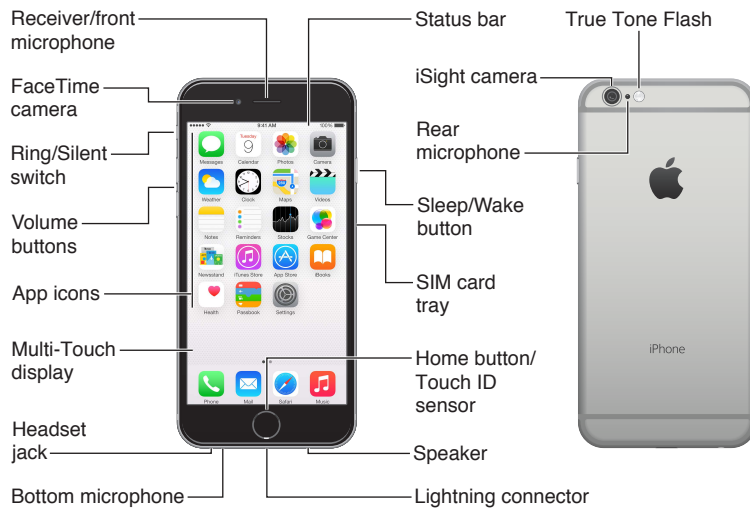 Receiver/front
microphone
Status bar
True Tone Flash
FaceTime
camera
iSight camera
9:41 AM
100%
Tuesday
9
Messages
Calendar
Photos
Camera
Ring/Silent
switch
Rear
microphone
Weather
Clock
Maps
Videos
Volume
buttons
Sleep/Wake
button
Notes
Reminders
Stocks
Game Center
Newsstand
iTunes Store
App Store
iBooks
App icons
SIM card
tray
Health
Passbook
Settings
Multi-Touch
display
Home button/
Touch ID
sensor
iPhone
Phone
Mail
Safari
Music
Headset
jack
Speaker
Bottom microphone
Lightning connector